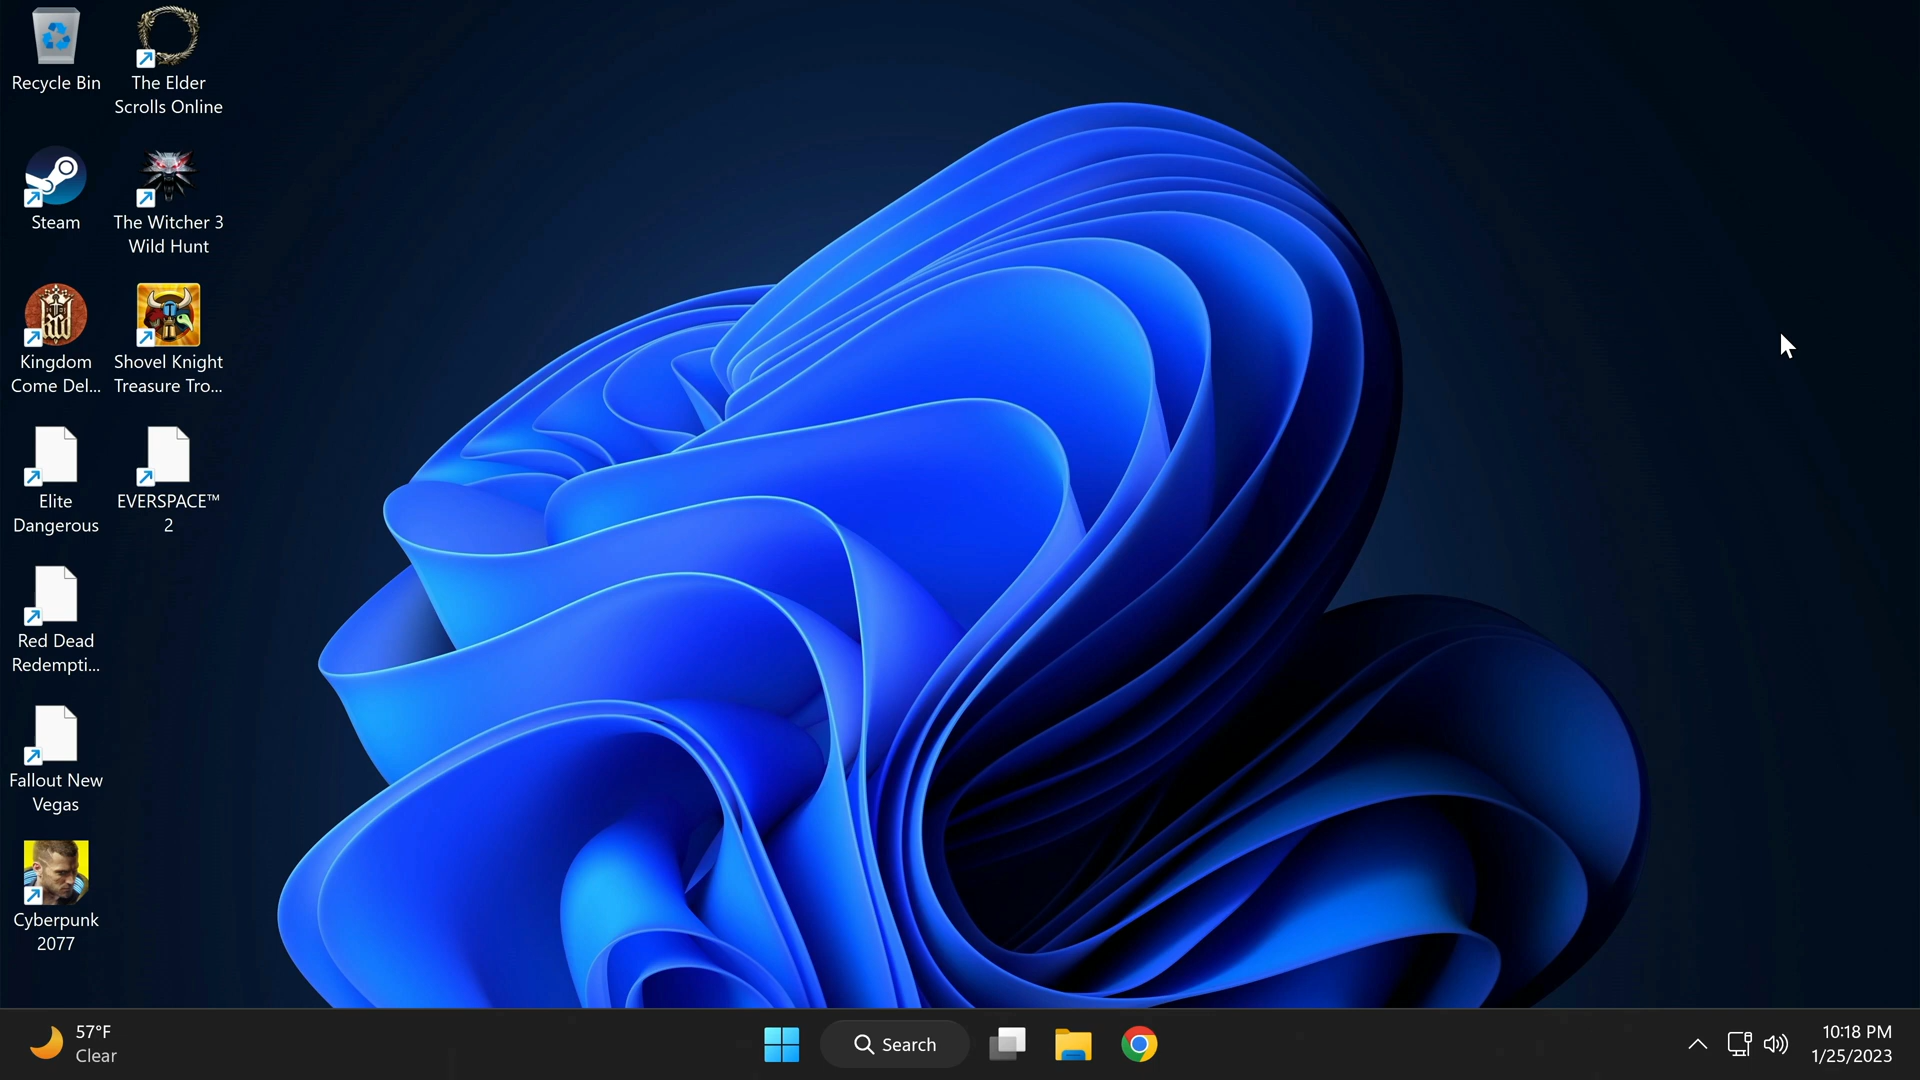 Recycle Bin
The Elder
Scrolls Online
Steam
The Witcher 3
Wild Hunt
Kingdom
Come Del...
Shovel Knight
Treasure Tro...
Elite
Dangerous
EVERSPACE™
2
Red Dead
Redempti...
Fallout New
Vegas
Cyberpunk
2077
57°F
Clear
Search
10:18 PM
1/25/2023